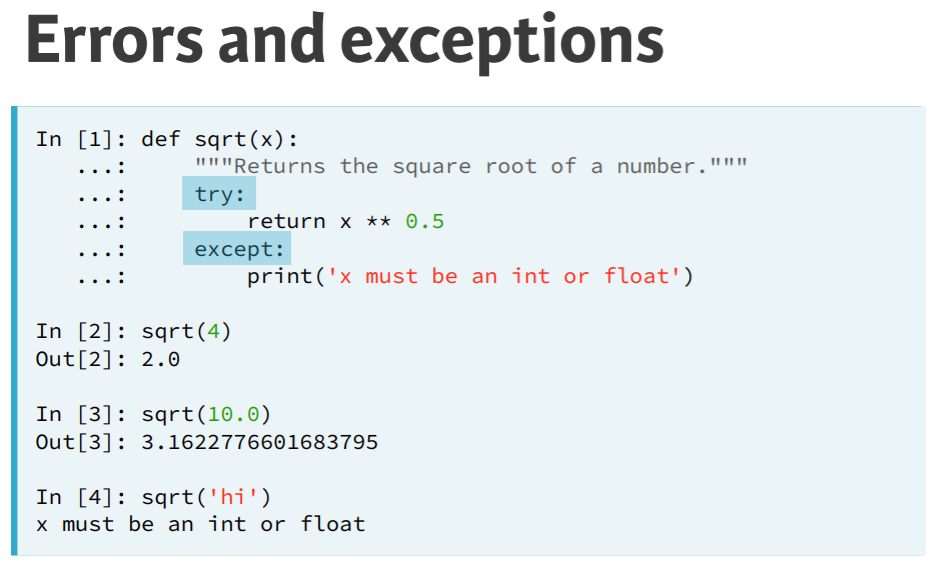 Errors and exceptions
In [1]: def sqrt(x):
   ...:     """Returns the square root of a number."""
   ...:     try:
   ...:         return x ** 0.5
   ...:     except:
   ...:         print('x must be an int or float')
In [2]: sqrt(4)
Out[2]: 2.0
In [3]: sqrt(10.0)
Out[3]: 3.1622776601683795
In [4]: sqrt('hi')
x must be an int or float